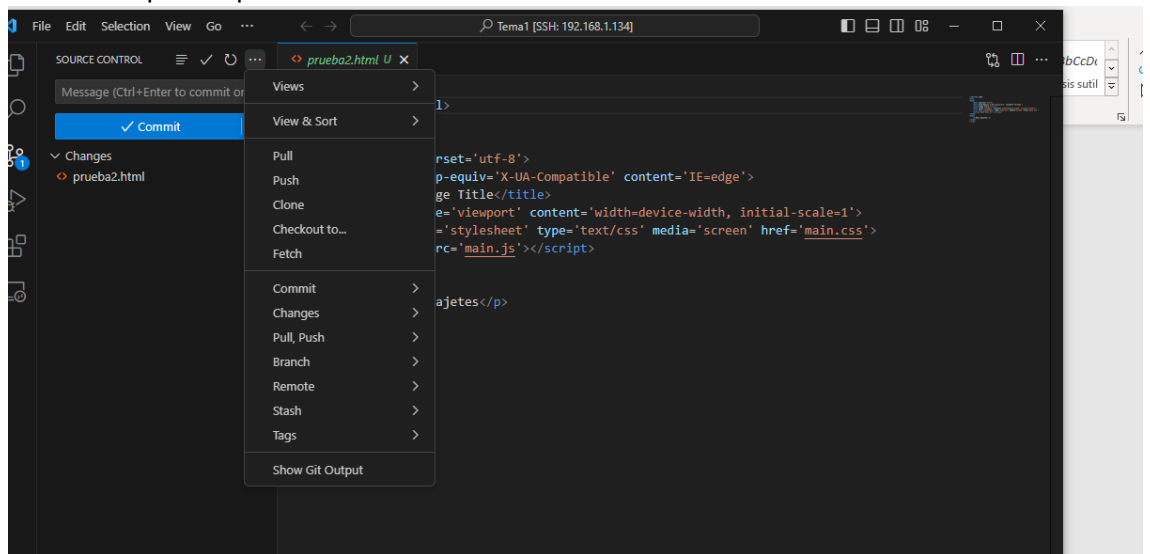 File Edit Selection View Go ···
Tema1 [SSH: 192.168.1.134]
SOURCE CONTROL
prueba2.html U
Message (Ctrl+Enter to commit or
Commit
Changes
1
prueba2.html
Views
View & Sort
Pull
Push
Clone
Checkout to...
Fetch
Commit
Changes
Pull, Push
Branch
Remote
Stash
Tags
Show Git Output
l>
rset='utf-8'>
p-equiv='X-UA-Compatible' content='IE=edge'>
ge Title</title>
e='viewport' content='width=device-width, initial-scale=1'>
='stylesheet' type='text/css' media='screen' href='main.css'>
rc='main.js'></script>
ajetes</p>
sis sutil